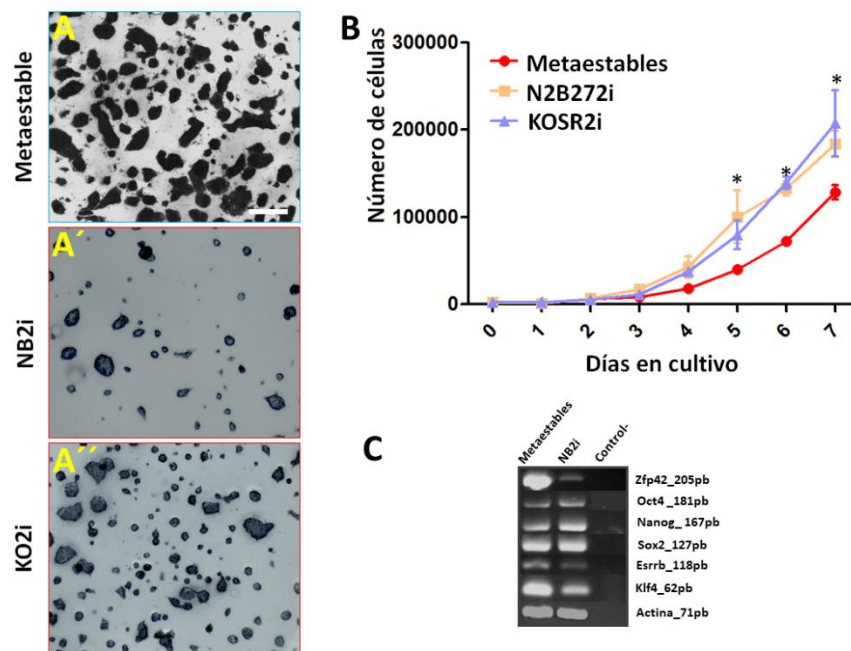 A
Metaestable
A´
NB2i
A´´
KO2i
B
Número de células
300000
200000
100000
0
Metaestables
N2B272i
KOSR2i
*
*
*
0 1 2 3 4 5 6 7
Días en cultivo
C
Metaestables
NB2i
Control-
Zfp42_205pb
Oct4_181pb
Nanog_167pb
Sox2_127pb
Esrrb_118pb
Klf4_62pb
Actina_71pb